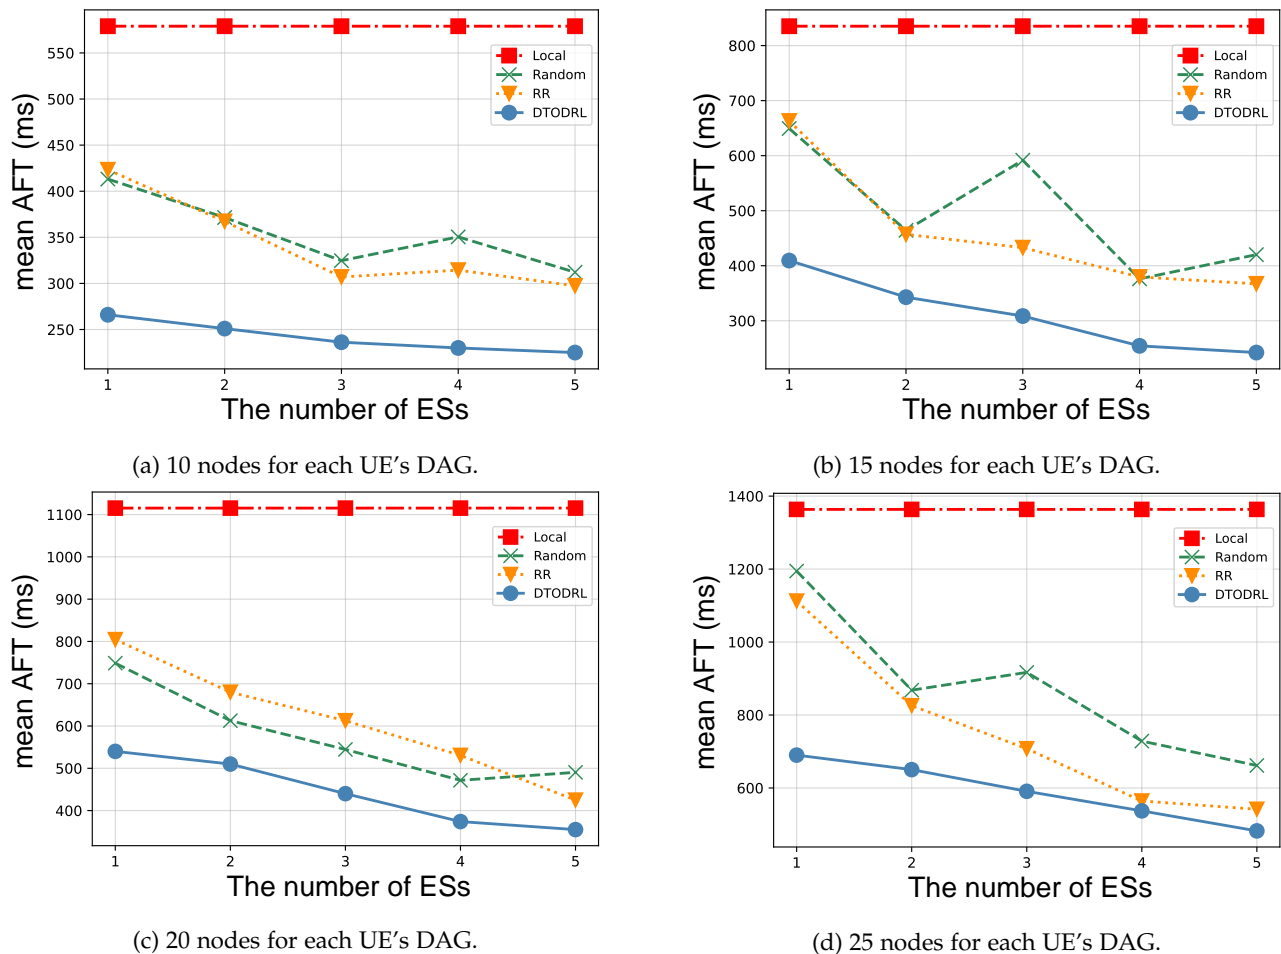 550
500
450
400
350
300
250
mean AFT (ms)
Local
Random
RR
DTODRL
1 2 3 4 5
The number of ESs
(a) 10 nodes for each UE's DAG.
800
700
600
500
400
300
mean AFT (ms)
Local
Random
RR
DTODRL
1 2 3 4 5
The number of ESs
(b) 15 nodes for each UE's DAG.
1100
1000
900
800
700
600
500
400
mean AFT (ms)
Local
Random
RR
DTODRL
1 2 3 4 5
The number of ESs
(c) 20 nodes for each UE's DAG.
1400
1200
1000
800
600
mean AFT (ms)
Local
Random
RR
DTODRL
1 2 3 4 5
The number of ESs
(d) 25 nodes for each UE's DAG.